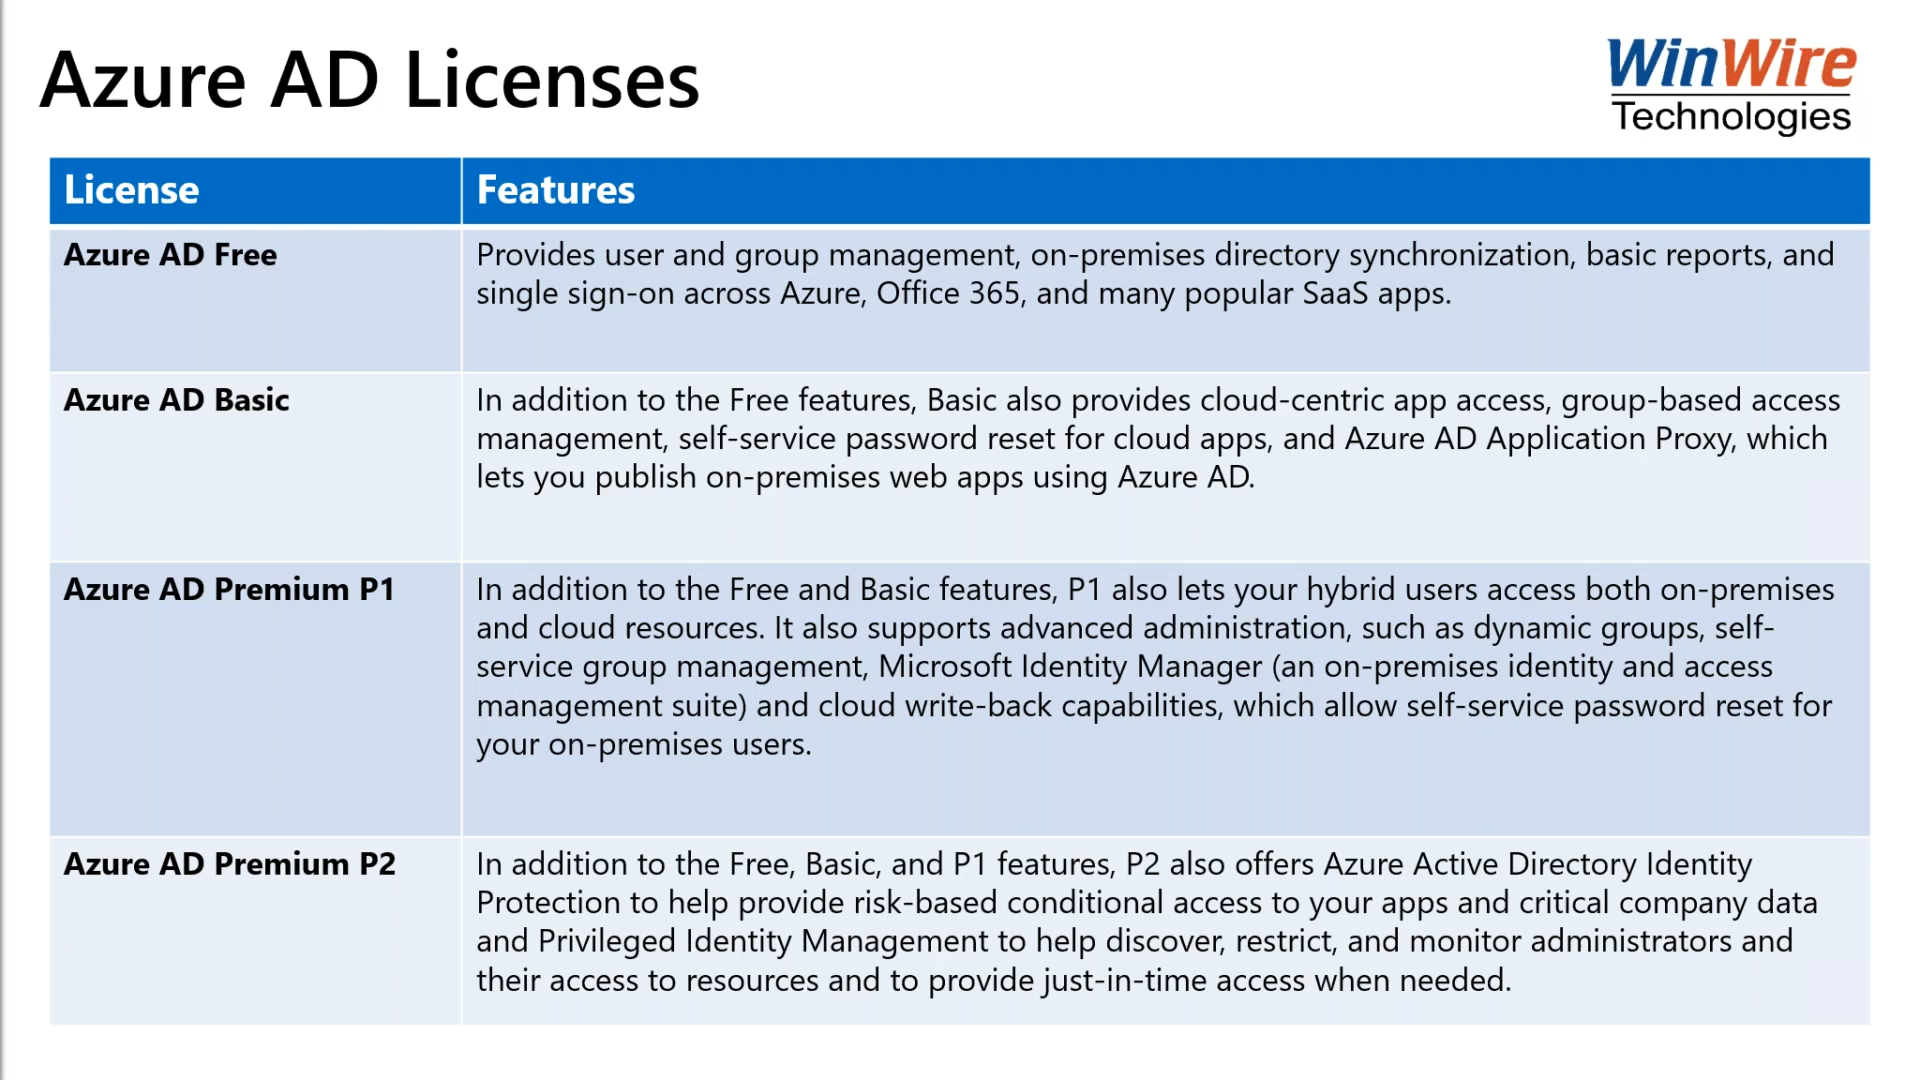 Azure AD Licenses
WinWire
Technologies
License
Features
Azure AD Free
Provides user and group management, on-premises directory synchronization, basic reports, and
single sign-on across Azure, Office 365, and many popular SaaS apps.
Azure AD Basic
In addition to the Free features, Basic also provides cloud-centric app access, group-based access
management, self-service password reset for cloud apps, and Azure AD Application Proxy, which
lets you publish on-premises web apps using Azure AD.
Azure AD Premium P1
In addition to the Free and Basic features, P1 also lets your hybrid users access both on-premises
and cloud resources. It also supports advanced administration, such as dynamic groups, self-
service group management, Microsoft Identity Manager (an on-premises identity and access
management suite) and cloud write-back capabilities, which allow self-service password reset for
your on-premises users.
Azure AD Premium P2
In addition to the Free, Basic, and P1 features, P2 also offers Azure Active Directory Identity
Protection to help provide risk-based conditional access to your apps and critical company data
and Privileged Identity Management to help discover, restrict, and monitor administrators and
their access to resources and to provide just-in-time access when needed.